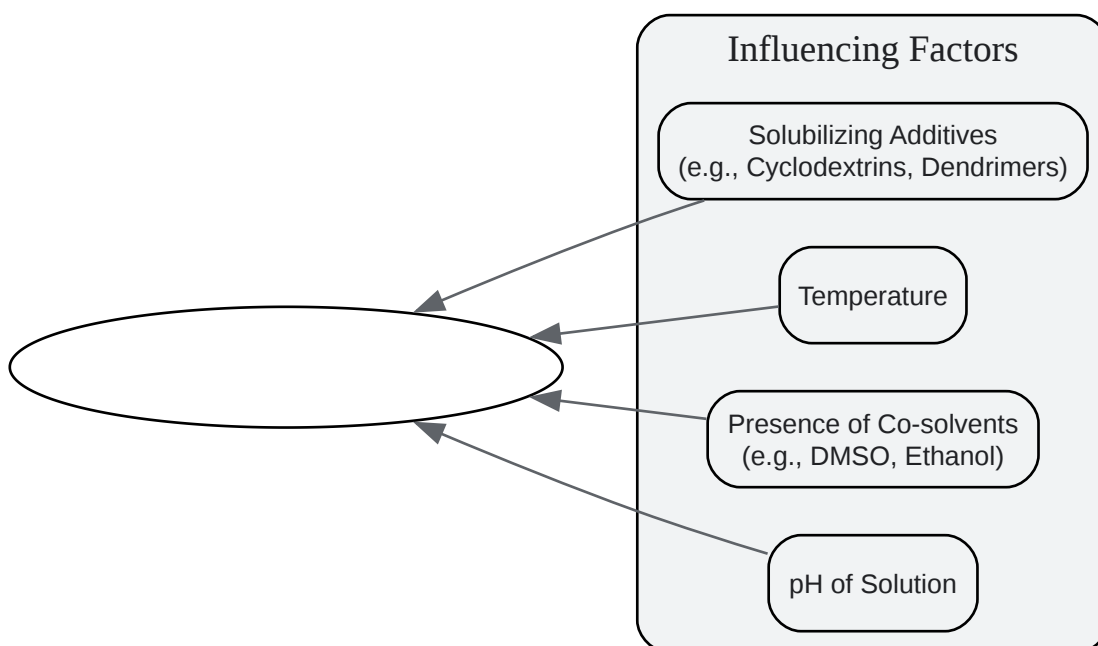 Influencing Factors
Solubilizing Additives
(e.g., Cyclodextrins, Dendrimers)
Temperature
Presence of Co-solvents
(e.g., DMSO, Ethanol)
pH of Solution